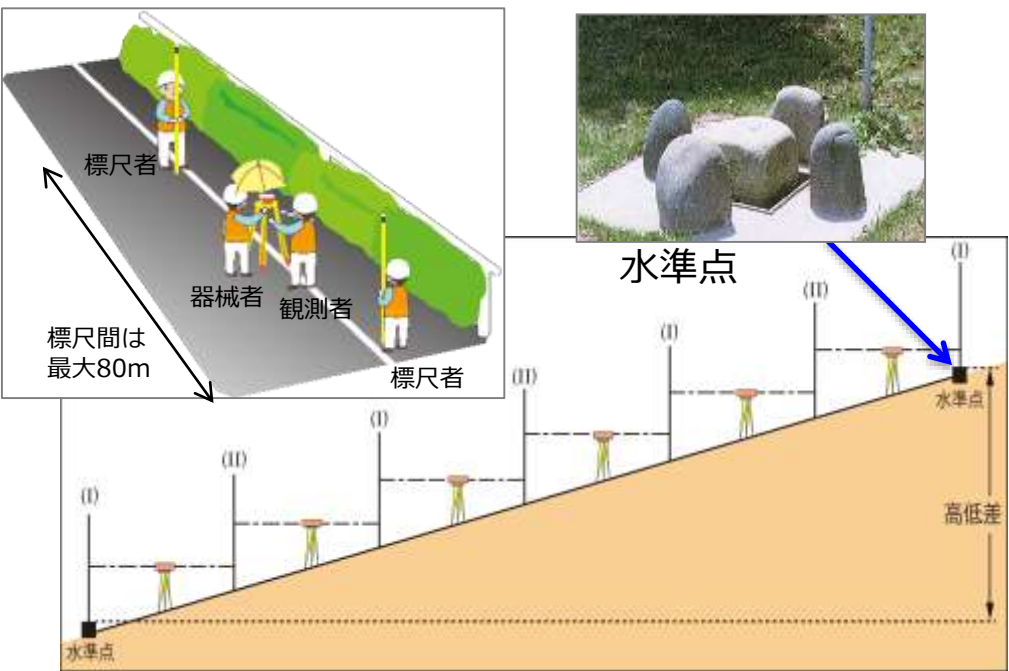 標尺者
器械者
観測者
標尺者
標尺間は
最大80m
水準点
(I)
(II)
(I)
(II)
(I)
(II)
(I)
水準点
高低差
水準点